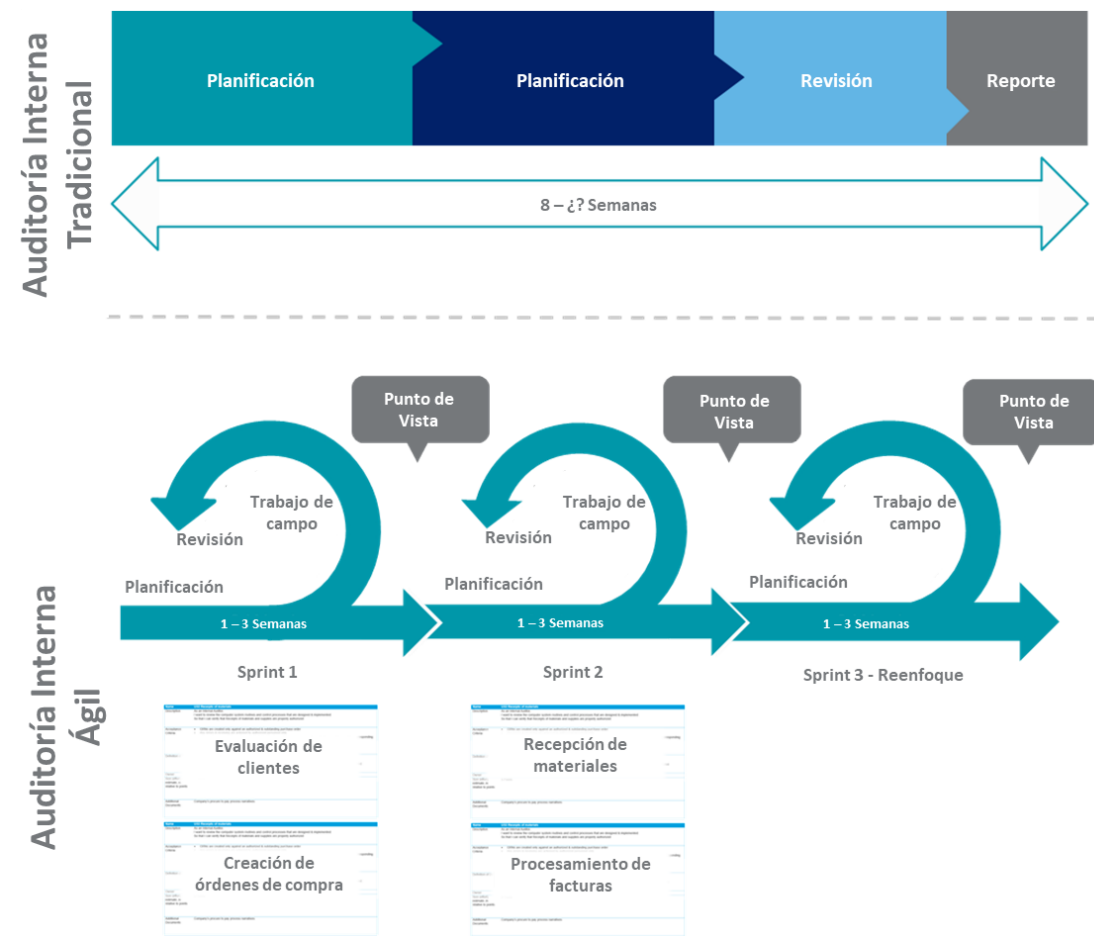 Auditoría Interna
Tradicional
Planificación
Planificación
Revisión
Reporte
8 – ¿? Semanas
Auditoría Interna
Ágil
Punto de
Vista
Trabajo de
campo
Revisión
Planificación
1 – 3 Semanas
Sprint 1
Punto de
Vista
Trabajo de
campo
Revisión
Planificación
1 – 3 Semanas
Sprint 2
Punto de
Vista
Trabajo de
campo
Revisión
Planificación
1 – 3 Semanas
Sprint 3 - Reenfoque
Evaluación de
clientes
Creación de
órdenes de compra
Recepción de
materiales
Procesamiento de
facturas